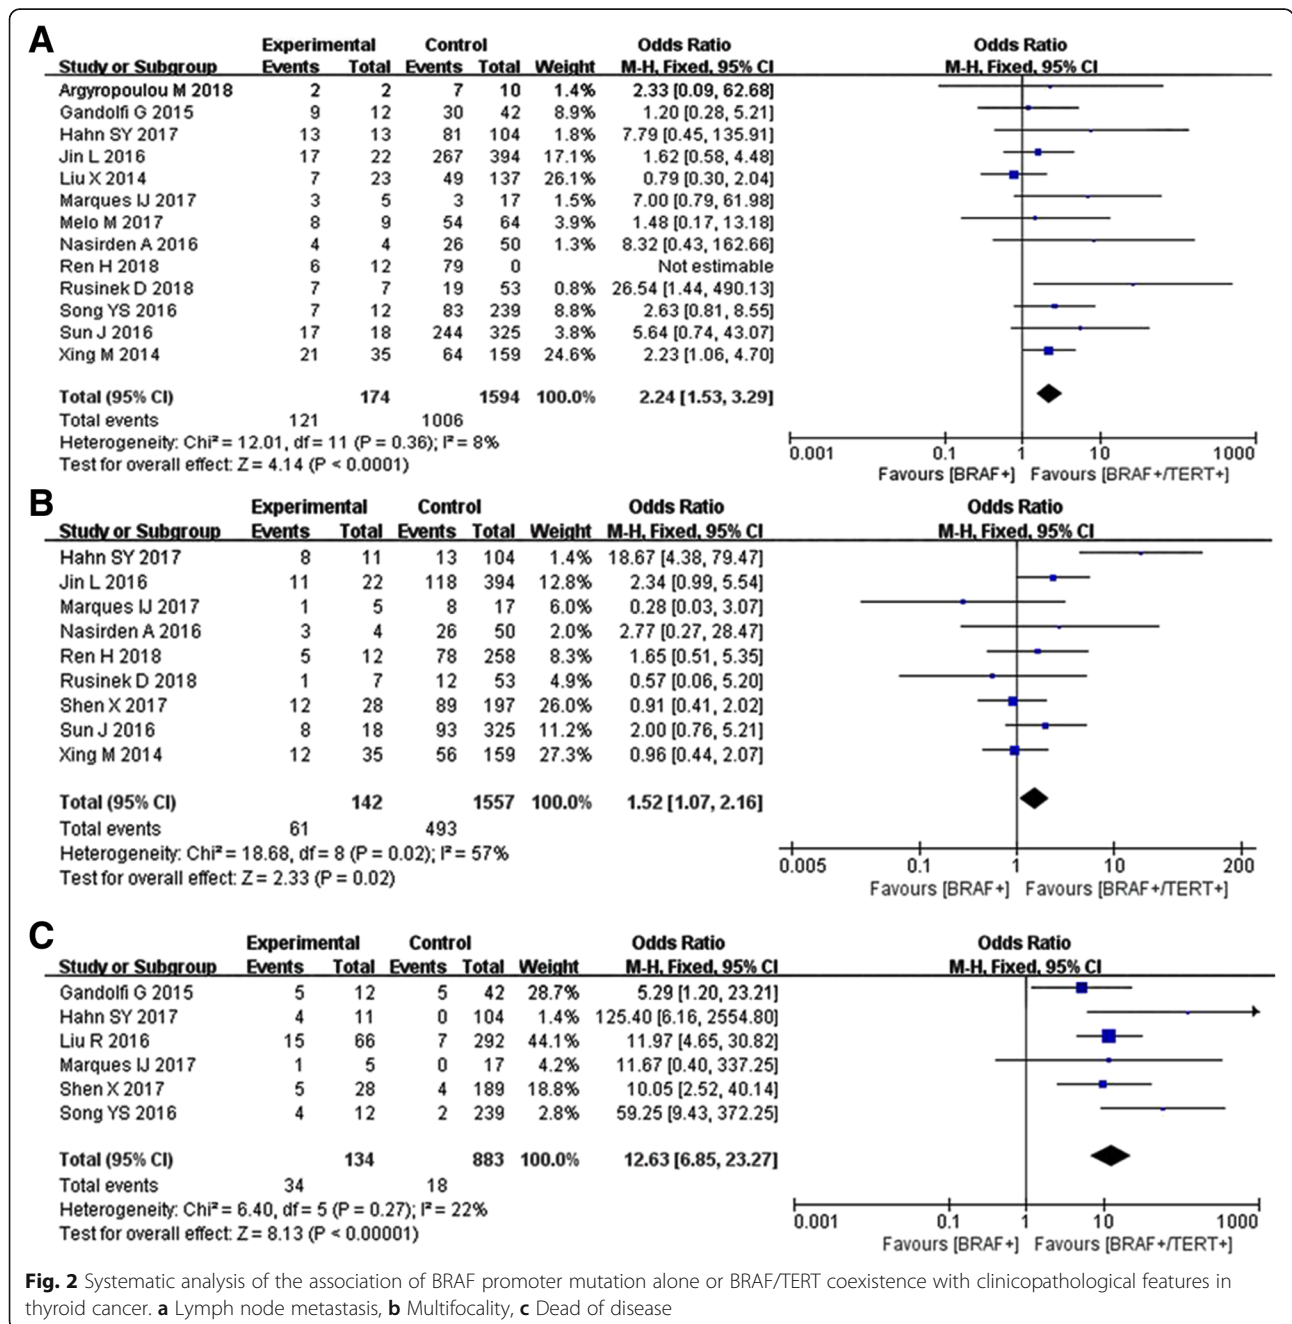 A
Experimental Control Odds Ratio Odds Ratio
Study or Subgroup Events Total Events Total Weight M-H, Fixed, 95% CI M-H, Fixed, 95% CI
Argyropoulou M 2018 2 2 7 10 1.4% 2.33 [0.09, 62.68]
Gandolfi G 2015 9 12 30 42 8.9% 1.20 [0.28, 5.21]
Hahn SY 2017 13 13 81 104 1.8% 7.79 [0.45, 135.91]
Jin L 2016 17 22 267 394 17.1% 1.62 [0.58, 4.48]
Liu X 2014 7 23 49 137 26.1% 0.79 [0.30, 2.04]
Marques IJ 2017 3 5 3 17 1.5% 7.00 [0.79, 61.98]
Melo M 2017 8 9 54 64 3.9% 1.48 [0.17, 13.18]
Nasirden A 2016 4 4 26 50 1.3% 8.32 [0.43, 162.66]
Ren H 2018 6 12 79 0 Not estimable
Rusinek D 2018 7 7 19 53 0.8% 26.54 [1.44, 490.13]
Song YS 2016 7 12 83 239 8.8% 2.63 [0.81, 8.55]
Sun J 2016 17 18 244 325 3.8% 5.64 [0.74, 43.07]
Xing M 2014 21 35 64 159 24.6% 2.23 [1.06, 4.70]
Total (95% CI) 174 1594 100.0% 2.24 [1.53, 3.29]
Total events 121 1006
Heterogeneity: Chi² = 12.01, df = 11 (P = 0.36); I² = 8%
Test for overall effect: Z = 4.14 (P < 0.0001)
0.001 0.1 1 10 1000
Favours [BRAF+] Favours [BRAF+/TERT+]
B
Experimental Control Odds Ratio Odds Ratio
Study or Subgroup Events Total Events Total Weight M-H, Fixed, 95% CI M-H, Fixed, 95% CI
Hahn SY 2017 8 11 13 104 1.4% 18.67 [4.38, 79.47]
Jin L 2016 11 22 118 394 12.8% 2.34 [0.99, 5.54]
Marques IJ 2017 1 5 8 17 6.0% 0.28 [0.03, 3.07]
Nasirden A 2016 3 4 26 50 2.0% 2.77 [0.27, 28.47]
Ren H 2018 5 12 78 258 8.3% 1.65 [0.51, 5.35]
Rusinek D 2018 1 7 12 53 4.9% 0.57 [0.06, 5.20]
Shen X 2017 12 28 89 197 26.0% 0.91 [0.41, 2.02]
Sun J 2016 8 18 93 325 11.2% 2.00 [0.76, 5.21]
Xing M 2014 12 35 56 159 27.3% 0.96 [0.44, 2.07]
Total (95% CI) 142 1557 100.0% 1.52 [1.07, 2.16]
Total events 61 493
Heterogeneity: Chi² = 18.68, df = 8 (P = 0.02); I² = 57%
Test for overall effect: Z = 2.33 (P = 0.02)
0.005 0.1 1 10 200
Favours [BRAF+] Favours [BRAF+/TERT+]
C
Experimental Control Odds Ratio Odds Ratio
Study or Subgroup Events Total Events Total Weight M-H, Fixed, 95% CI M-H, Fixed, 95% CI
Gandolfi G 2015 5 12 5 42 28.7% 5.29 [1.20, 23.21]
Hahn SY 2017 4 11 0 104 1.4% 125.40 [6.16, 2554.80]
Liu R 2016 15 66 7 292 44.1% 11.97 [4.65, 30.82]
Marques IJ 2017 1 5 0 17 4.2% 11.67 [0.40, 337.25]
Shen X 2017 5 28 4 189 18.8% 10.05 [2.52, 40.14]
Song YS 2016 4 12 2 239 2.8% 59.25 [9.43, 372.25]
Total (95% CI) 134 883 100.0% 12.63 [6.85, 23.27]
Total events 34 18
Heterogeneity: Chi² = 6.40, df = 5 (P = 0.27); I² = 22%
Test for overall effect: Z = 8.13 (P < 0.00001)
0.001 0.1 1 10 1000
Favours [BRAF+] Favours [BRAF+/TERT+]
Fig. 2 Systematic analysis of the association of BRAF promoter mutation alone or BRAF/TERT coexistence with clinicopathological features in
thyroid cancer. a Lymph node metastasis, b Multifocality, c Dead of disease